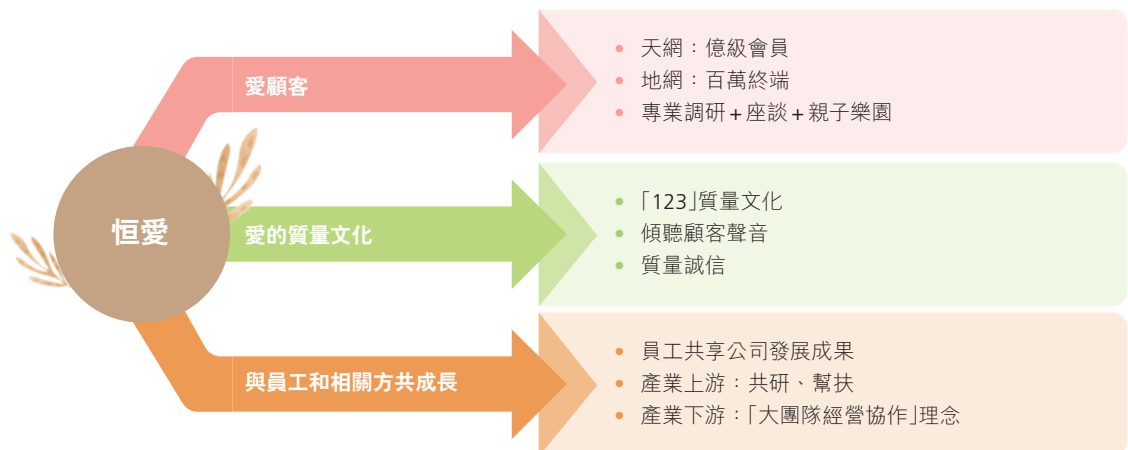 恒愛
愛顧客
• 天網：億級會員
• 地網：百萬終端
• 專業調研+座談+親子樂園
愛的質量文化
• 「123」質量文化
• 傾聽顧客聲音
• 質量誠信
與員工和相關方共成長
• 員工共享公司發展成果
• 產業上游：共研、幫扶
• 產業下游：「大團隊經營協作」理念